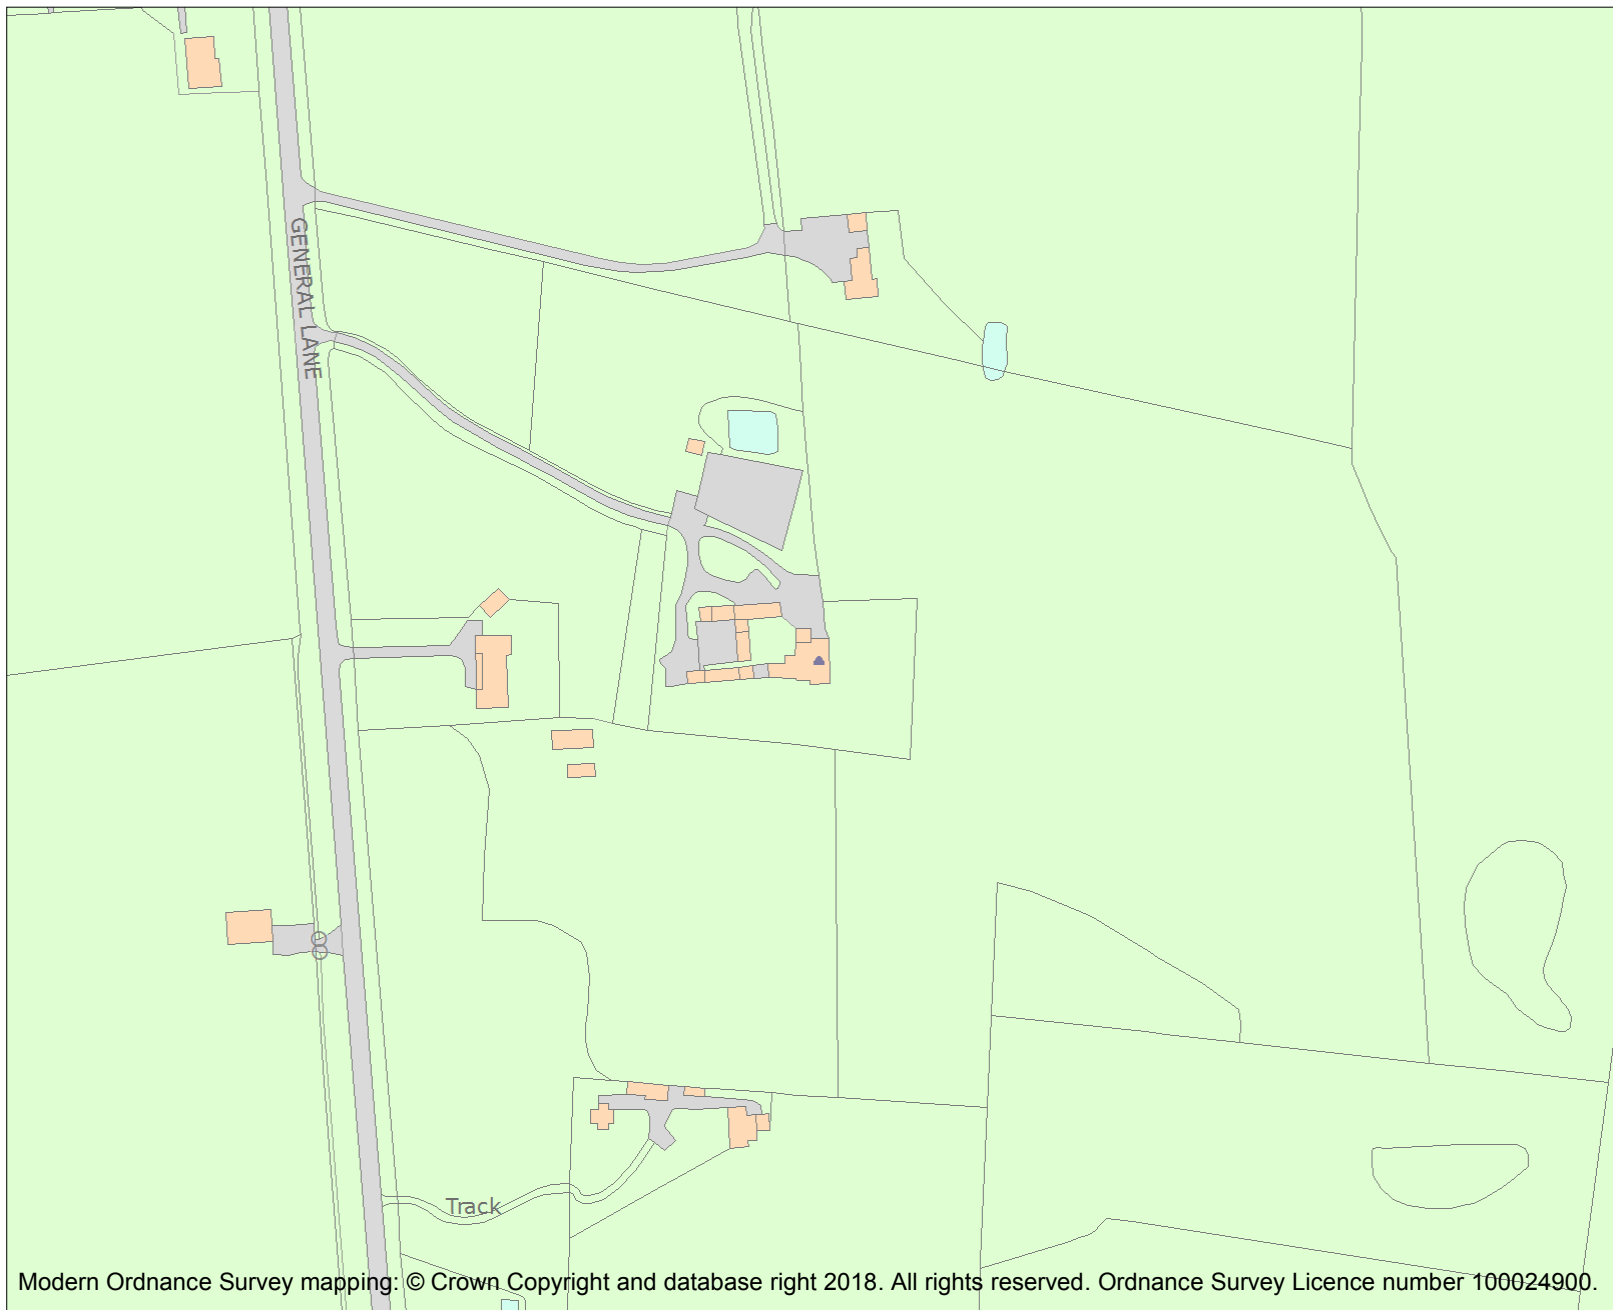 GENERAL LANE
Track
Modern Ordnance Survey mapping: © Crown Copyright and database right 2018. All rights reserved. Ordnance Survey Licence number 100024900.